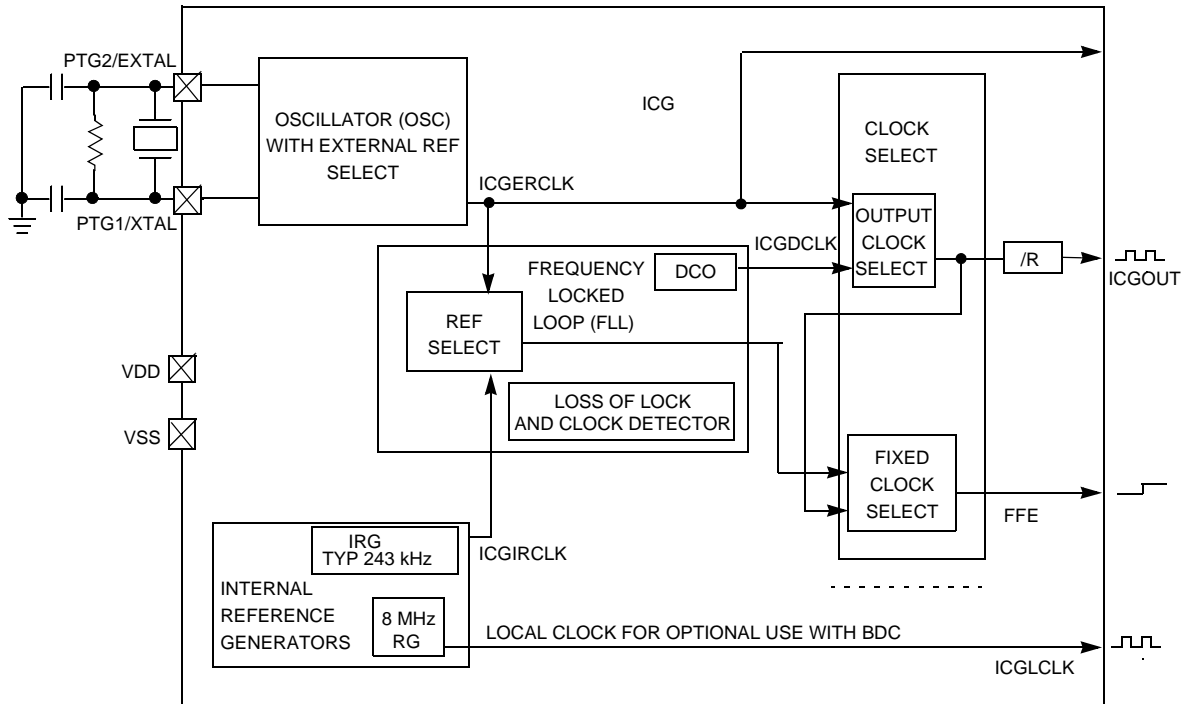 PTG2/EXTAL
OSCILLATOR (OSC)
WITH EXTERNAL REF
SELECT
PTG1/XTAL
ICG
ICGERCLK
CLOCK
SELECT
OUTPUT
CLOCK
SELECT
/R
ICGOUT
ICGDCLK
FREQUENCY
LOCKED
LOOP (FLL)
DCO
REF
SELECT
LOSS OF LOCK
AND CLOCK DETECTOR
VDD
VSS
FIXED
CLOCK
SELECT
FFE
IRG
TYP 243 kHz
ICGIRCLK
INTERNAL
REFERENCE
GENERATORS
8 MHz
RG
LOCAL CLOCK FOR OPTIONAL USE WITH BDC
ICGLCLK